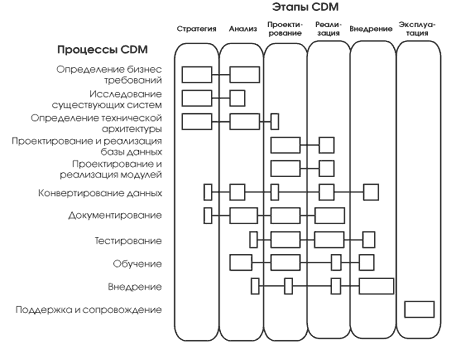 Этапы CDM
Стратегия Анализ Проекти- Реали- Внедрение Эксплуа-
рование зация тация
Процессы CDM
Определение бизнес
требований
Исследование
существующих систем
Определение технической
архитектуры
Проектирование и реализация
базы данных
Проектирование и
реализация модулей
Конвертирование данных
Документирование
Тестирование
Обучение
Внедрение
Поддержка и сопровождение